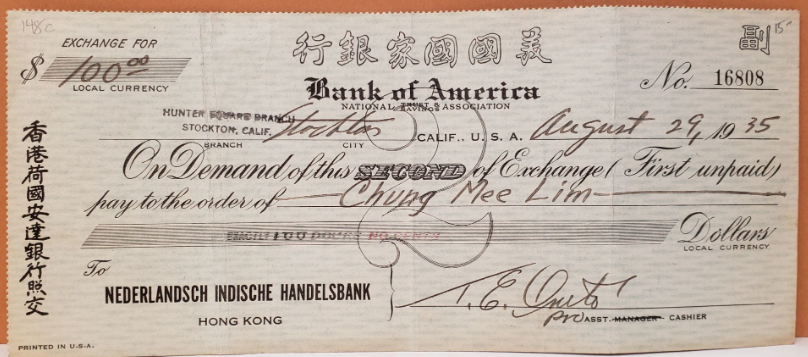 148c
副
15⁰⁰
EXCHANGE FOR
$ 100.00
LOCAL CURRENCY
行銀家國國美
Bank of America
NATIONAL TRUST & SAVINGS ASSOCIATION
No. 16808
HUNTER SQUARE BRANCH
STOCKTON, CALIF.
Stockton CALIF., U. S. A. August 29, 1935
BRANCH CITY
On Demand of this SECOND of Exchange (First unpaid)
pay to the order of Chung Mee Lim
EXACTLY 100 DOLLARS NO CENTS Dollars
LOCAL CURRENCY
To
NEDERLANDSCH INDISCHE HANDELSBANK
HONG KONG
T. E.
pro ASST. MANAGER CASHIER
香港荷國安達銀行照交
PRINTED IN U.S.A.